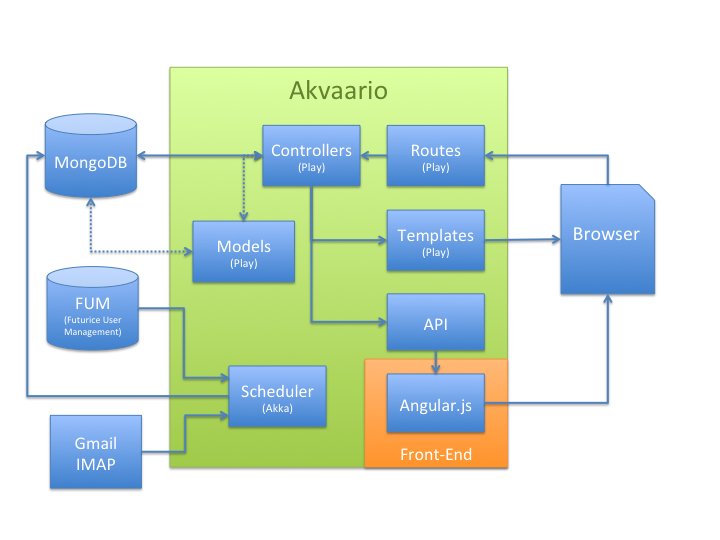 Akvaario
MongoDB
Controllers
(Play)
Routes
(Play)
Models
(Play)
Templates
(Play)
Browser
FUM
(Futurice User
Management)
API
Scheduler
(Akka)
Angular.js
Front-End
Gmail
IMAP